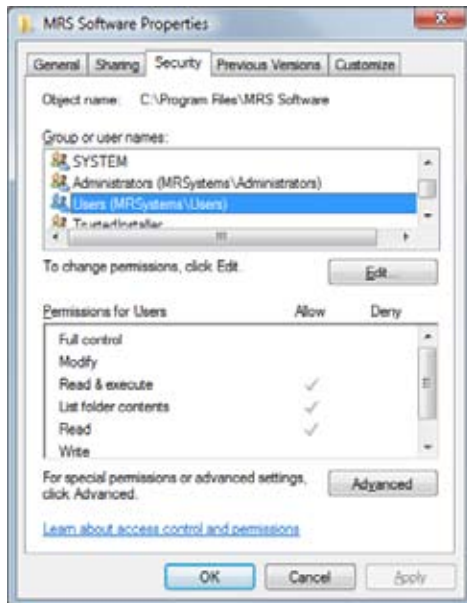 MRS Software Properties
General Sharing Security Previous Versions Customize
Object name: C:\Program Files\MRS Software
Group or user names:
SYSTEM
Administrators (MRSystems\Administrators)
Users (MRSystems\Users)
TrustedInstaller
To change permissions, click Edit. Edit...
Permissions for Users Allow Deny
Full control
Modify
Read & execute
List folder contents
Read
Write
For special permissions or advanced settings, click Advanced. Advanced
Learn about access control and permissions
OK Cancel Apply